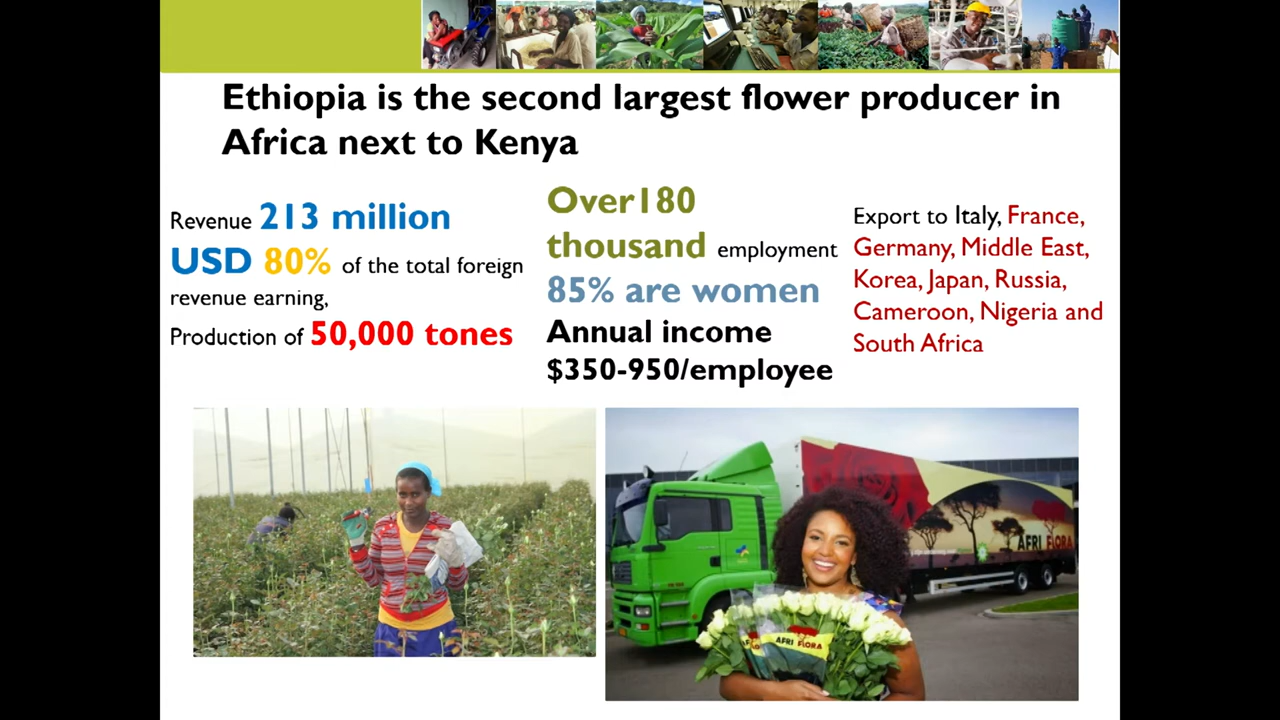 Ethiopia is the second largest flower producer in
Africa next to Kenya
Revenue 213 million
USD 80% of the total foreign
revenue earning,
Production of 50,000 tones
Over180
thousand employment
85% are women
Annual income
$350-950/employee
Export to Italy, France,
Germany, Middle East,
Korea, Japan, Russia,
Cameroon, Nigeria and
South Africa
AFRI FLORA
AFRI FLORA